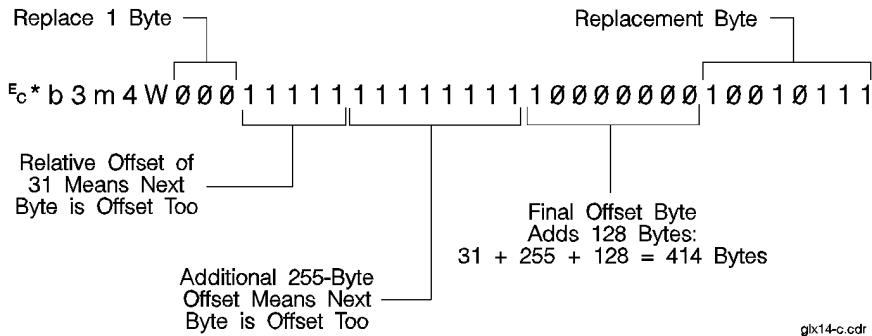 Replace 1 Byte
Replacement Byte
Ec*b3m4W00011111111111111000000010010111
Relative Offset of
31 Means Next
Byte is Offset Too
Final Offset Byte
Adds 128 Bytes:
31 + 255 + 128 = 414 Bytes
Additional 255-Byte
Offset Means Next
Byte is Offset Too
glx14-c.cdr